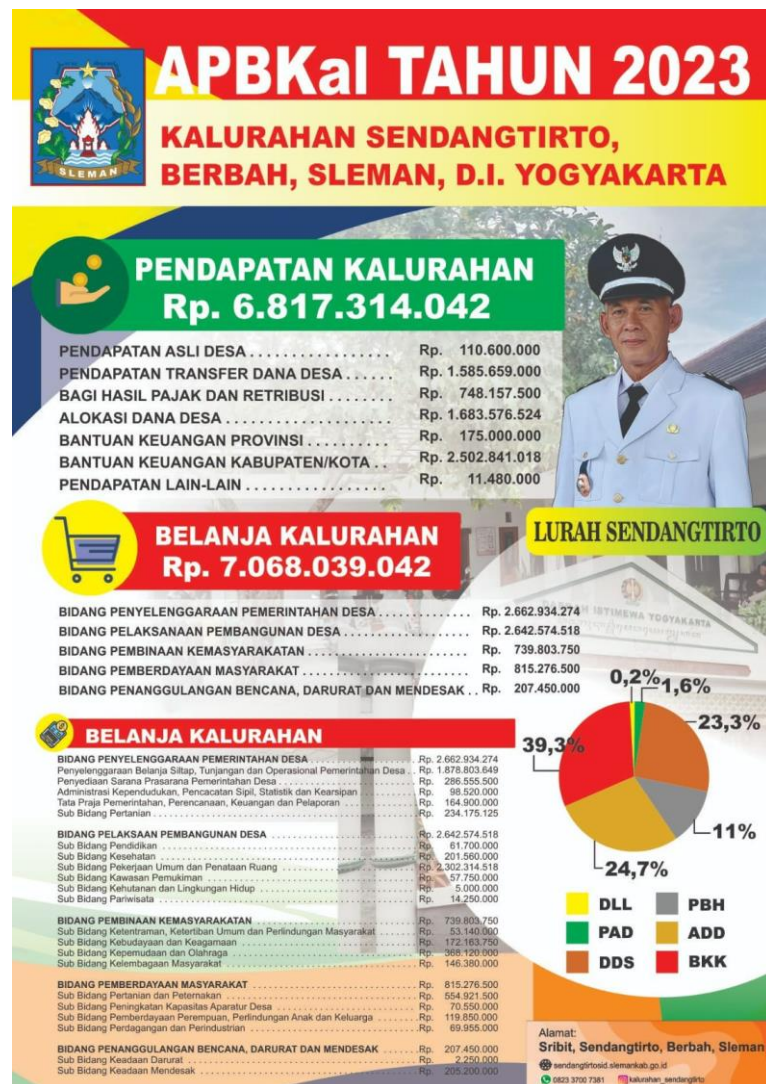 APBKal TAHUN 2023
KALURAHAN SENDANGTIRTO,
BERBAH, SLEMAN, D.I. YOGYAKARTA
SLEMAN
PENDAPATAN KALURAHAN
Rp. 6.817.314.042
PENDAPATAN ASLI DESA . . . . . . . . . . . . . . . . . Rp. 110.600.000
PENDAPATAN TRANSFER DANA DESA . . . . . . Rp. 1.585.659.000
BAGI HASIL PAJAK DAN RETRIBUSI . . . . . . . . Rp. 748.157.500
ALOKASI DANA DESA . . . . . . . . . . . . . . . . . . . Rp. 1.683.576.524
BANTUAN KEUANGAN PROVINSI . . . . . . . . . . Rp. 175.000.000
BANTUAN KEUANGAN KABUPATEN/KOTA . . Rp. 2.502.841.018
PENDAPATAN LAIN-LAIN . . . . . . . . . . . . . . . . . Rp. 11.480.000
LURAH SENDANGTIRTO
BELANJA KALURAHAN
Rp. 7.068.039.042
ISTIMEWA YOGYAKARTA
BIDANG PENYELENGGARAAN PEMERINTAHAN DESA . . . . . . . . . . . . . Rp. 2.662.934.274
BIDANG PELAKSANAAN PEMBANGUNAN DESA . . . . . . . . . . . . . . . . . . Rp. 2.642.574.518
BIDANG PEMBINAAN KEMASYARAKATAN . . . . . . . . . . . . . . . . . . . . . . Rp. 739.803.750
BIDANG PEMBERDAYAAN MASYARAKAT . . . . . . . . . . . . . . . . . . . . . . . Rp. 815.276.500
BIDANG PENANGGULANGAN BENCANA, DARURAT DAN MENDESAK . . Rp. 207.450.000
0,2%
1,6%
23,3%
39,3%
11%
24,7%
DLL
PBH
PAD
ADD
DDS
BKK
BELANJA KALURAHAN
BIDANG PENYELENGGARAAN PEMERINTAHAN DESA . . . Rp. 2.662.934.274
Penyelenggaraan Belanja Siltap, Tunjangan dan Operasional Pemerintahan Desa . . Rp. 1.878.803.649
Penyediaan Sarana Prasarana Pemerintahan Desa . . . Rp. 286.555.500
Administrasi Kependudukan, Pencacatan Sipil, Statistik dan Kearsipan . . . Rp. 98.520.000
Tata Praja Pemerintahan, Perencanaan, Keuangan dan Pelaporan . . . Rp. 164.900.000
Sub Bidang Pertanian . . . Rp. 234.175.125
BIDANG PELAKSAAN PEMBANGUNAN DESA . . . Rp. 2.642.574.518
Sub Bidang Pendidikan . . . Rp. 61.700.000
Sub Bidang Kesehatan . . . Rp. 201.560.000
Sub Bidang Pekerjaan Umum dan Penataan Ruang . . . Rp. 2.302.314.518
Sub Bidang Kawasan Pemukiman . . . Rp. 57.750.000
Sub Bidang Kehutanan dan Lingkungan Hidup . . . Rp. 5.000.000
Sub Bidang Pariwisata . . . Rp. 14.250.000
BIDANG PEMBINAAN KEMASYARAKATAN . . . Rp. 739.803.750
Sub Bidang Ketentraman, Ketertiban Umum dan Perlindungan Masyarakat . . . Rp. 53.140.000
Sub Bidang Kebudayaan dan Keagamaan . . . Rp. 172.163.750
Sub Bidang Kepemudaan dan Olahraga . . . Rp. 368.120.000
Sub Bidang Kelembagaan Masyarakat . . . Rp. 146.380.000
BIDANG PEMBERDAYAAN MASYARAKAT . . . Rp. 815.276.500
Sub Bidang Pertanian dan Peternakan . . . Rp. 554.921.500
Sub Bidang Peningkatan Kapasitas Aparatur Desa . . . Rp. 70.550.000
Sub Bidang Pemberdayaan Perempuan, Perlindungan Anak dan Keluarga . . . Rp. 119.850.000
Sub Bidang Perdagangan dan Perindustrian . . . Rp. 69.955.000
BIDANG PENANGGULANGAN BENCANA, DARURAT DAN MENDESAK . . . Rp. 207.450.000
Sub Bidang Keadaan Darurat . . . Rp. 2.250.000
Sub Bidang Keadaan Mendesak . . . Rp. 205.200.000
Alamat:
Sribit, Sendangtirto, Berbah, Sleman
sendangtirtosid.slemankab.go.id
0823 3700 7381 kalurahan_sendangtirto